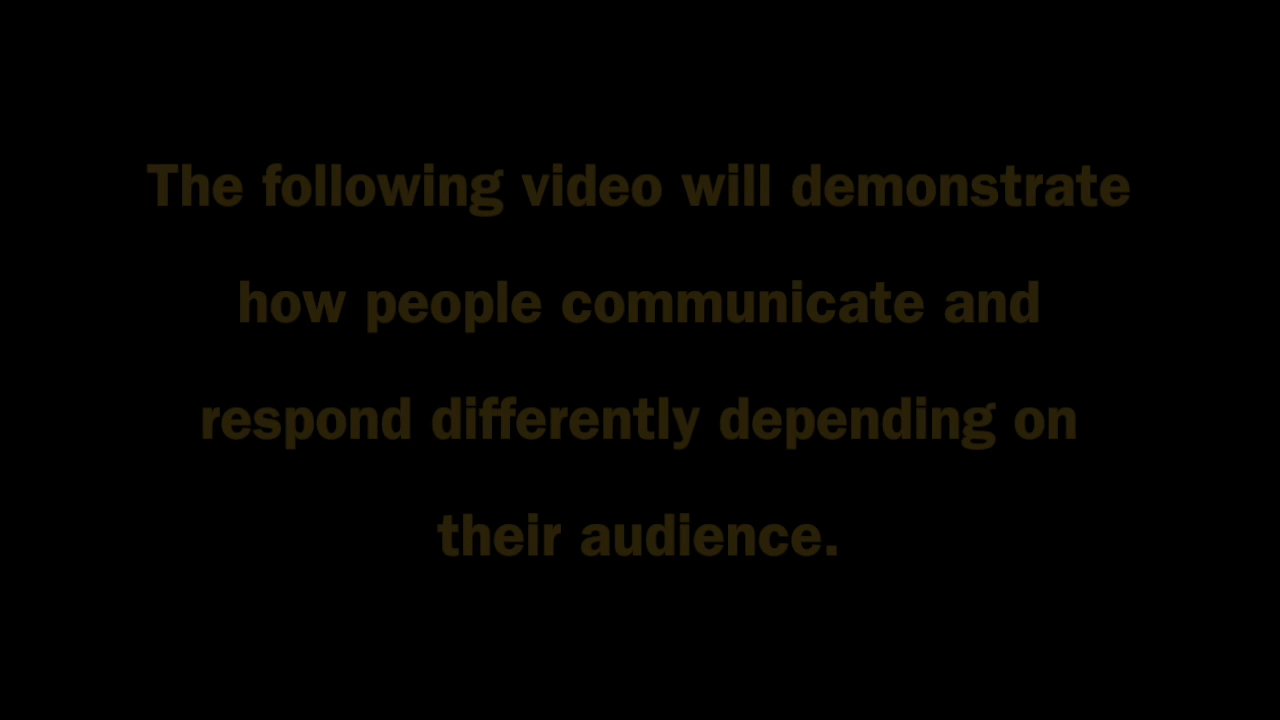 The following video will demonstrate
how people communicate and
respond differently depending on
their audience.